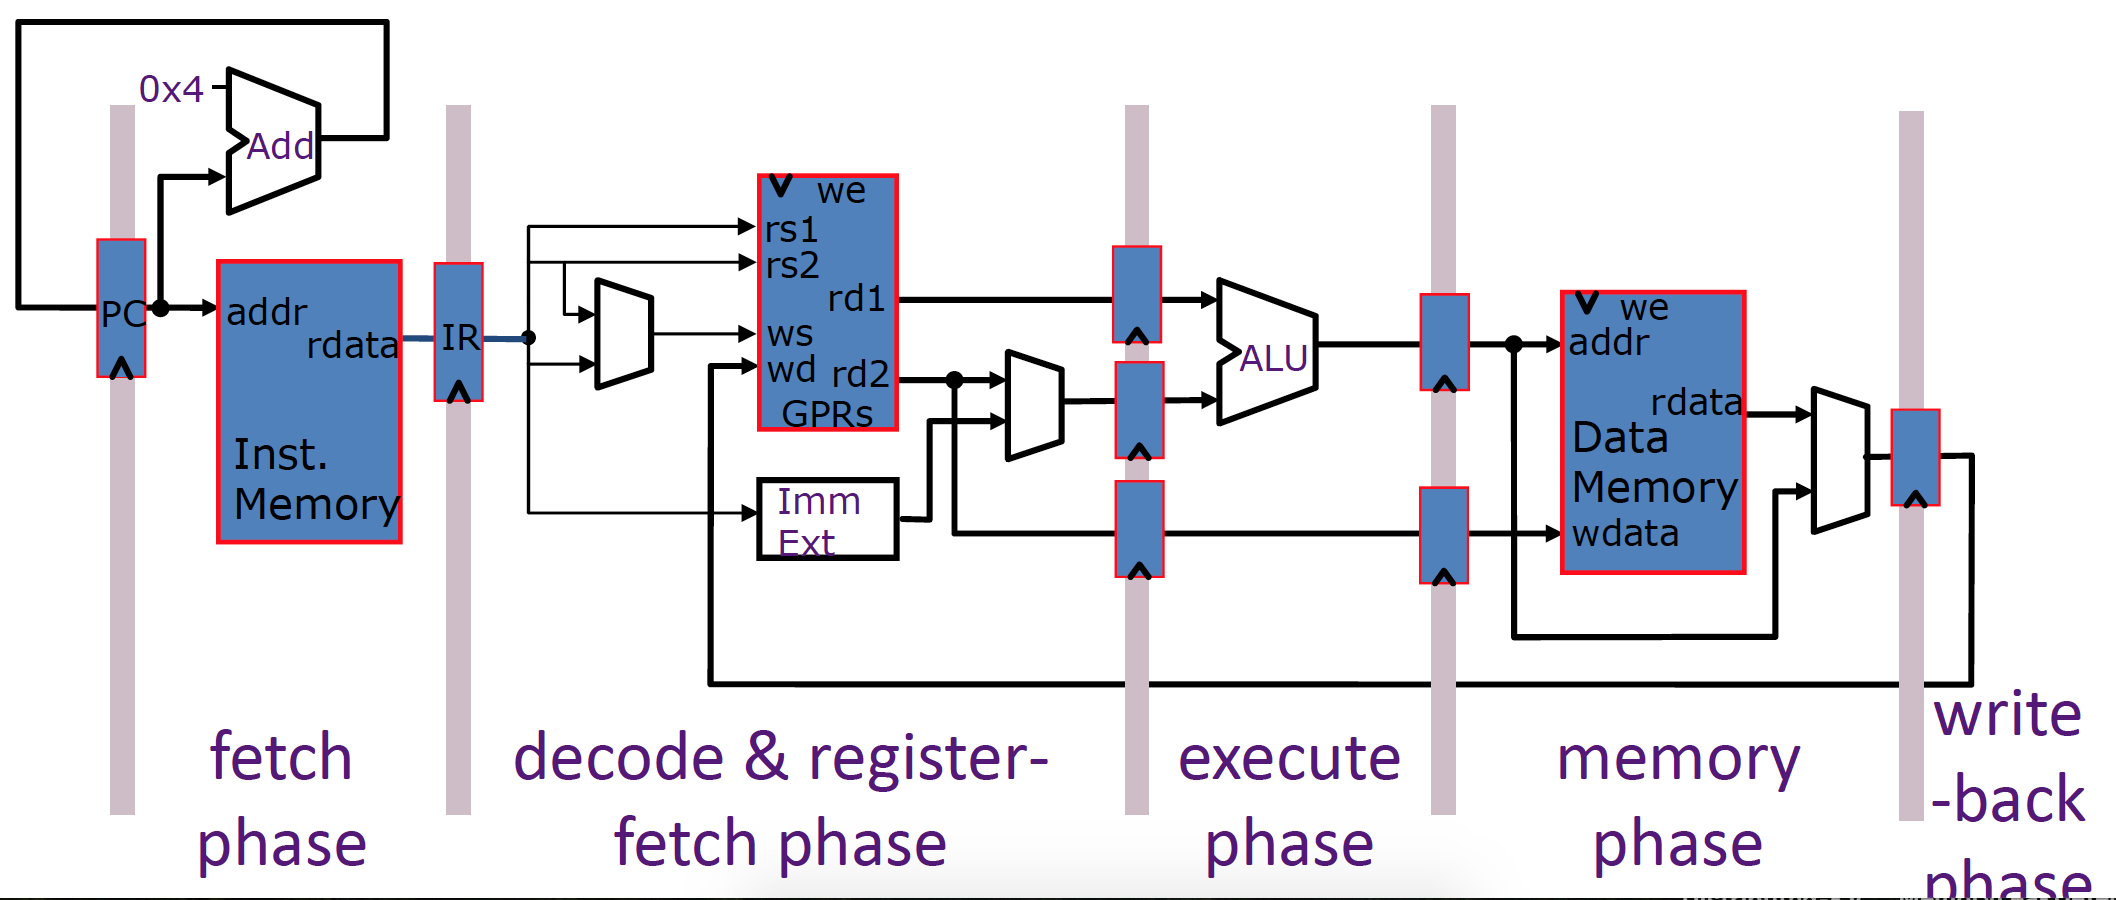 0x4
Add
PC
addr
rdata
Inst.
Memory
IR
we
rs1
rs2
rd1
ws
wd
rd2
GPRs
Imm
Ext
ALU
we
addr
rdata
Data
Memory
wdata
fetch
phase
decode & register-
fetch phase
execute
phase
memory
phase
write
-back
phase